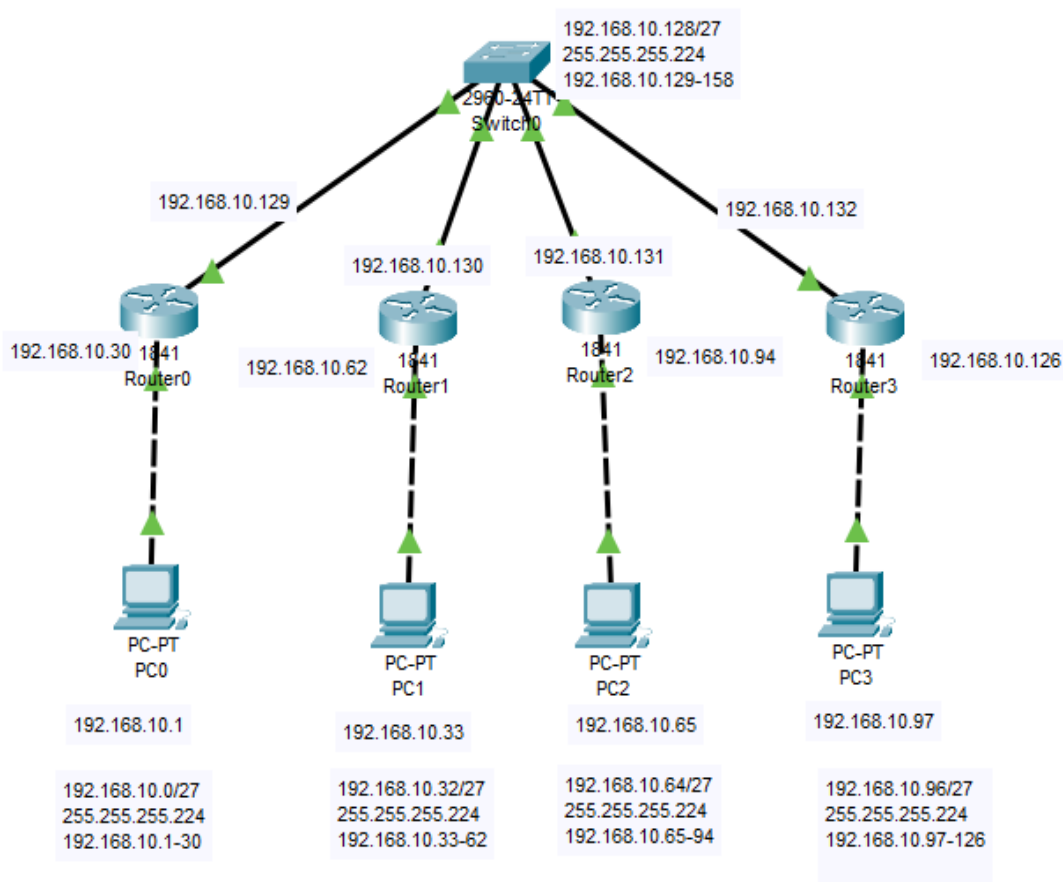 192.168.10.128/27
255.255.255.224
192.168.10.129-158
2960-24TT-
Switch0
192.168.10.129
192.168.10.130
192.168.10.131
192.168.10.132
192.168.10.30
1841
Router0
192.168.10.62
1841
Router1
1841
Router2
192.168.10.94
1841
Router3
192.168.10.126
PC-PT
PC0
PC-PT
PC1
PC-PT
PC2
PC-PT
PC3
192.168.10.1
192.168.10.33
192.168.10.65
192.168.10.97
192.168.10.0/27
255.255.255.224
192.168.10.1-30
192.168.10.32/27
255.255.255.224
192.168.10.33-62
192.168.10.64/27
255.255.255.224
192.168.10.65-94
192.168.10.96/27
255.255.255.224
192.168.10.97-126